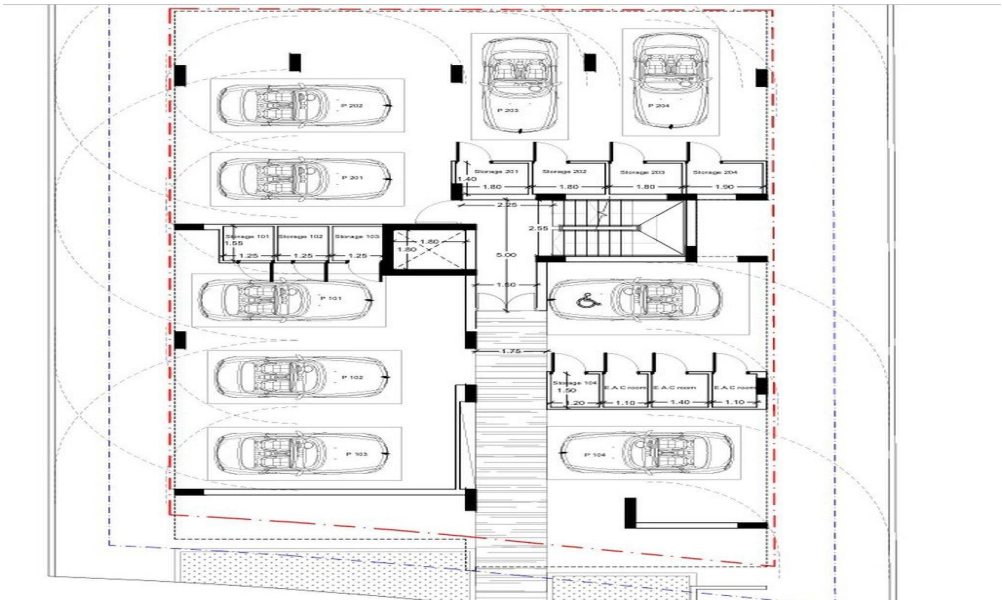 P 202
P 203
P 204
P 201
Storage 201
Storage 202
Storage 203
Storage 204
1.40
1.80
1.80
1.80
1.90
2.25
2.55
Storage 101
Storage 102
Storage 103
1.55
1.25
1.25
1.25
1.80
1.80
5.00
1.50
P 101
1.75
P 102
Storage 104
E.A.C room
E.A.C room
E.A.C room
1.50
1.20
1.10
1.40
1.10
P 103
P 104